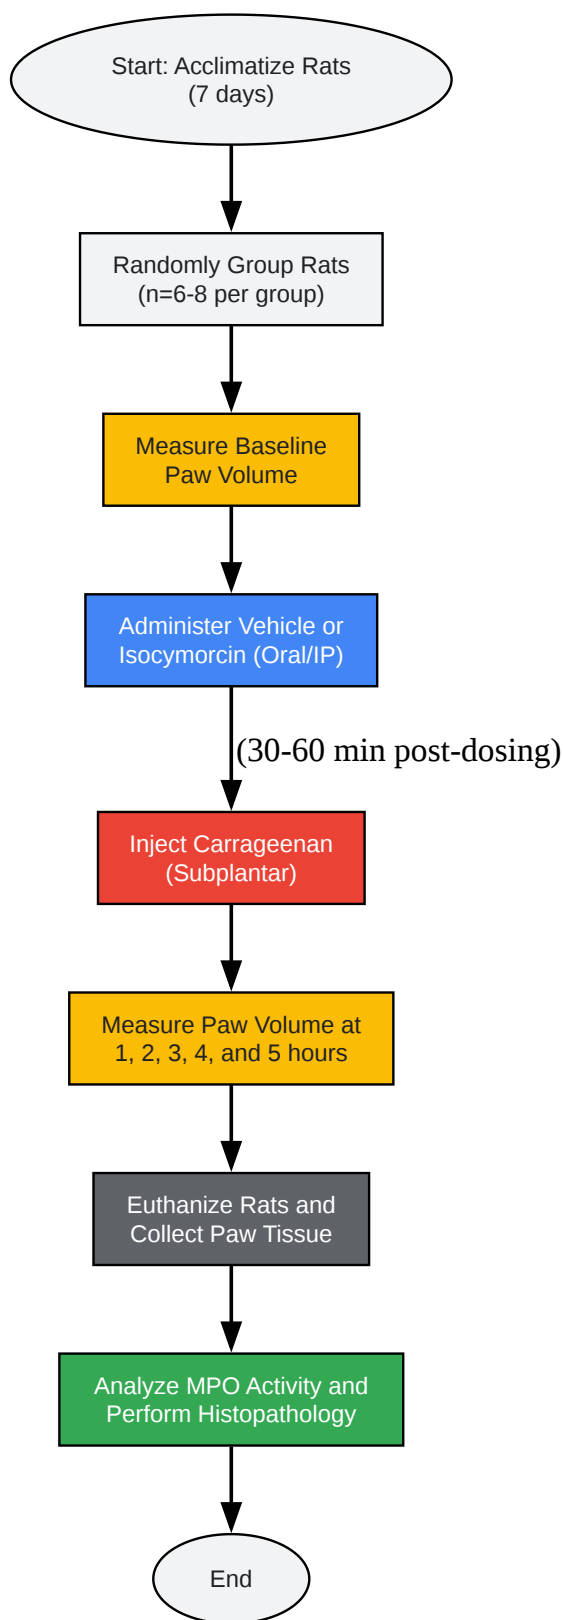 Start: Acclimatize Rats
(7 days)
Randomly Group Rats
(n=6-8 per group)
Measure Baseline
Paw Volume
Administer Vehicle or
Isocymorcin (Oral/IP)
(30-60 min post-dosing)
Inject Carrageenan
(Subplantar)
Measure Paw Volume at
1, 2, 3, 4, and 5 hours
Euthanize Rats and
Collect Paw Tissue
Analyze MPO Activity and
Perform Histopathology
End